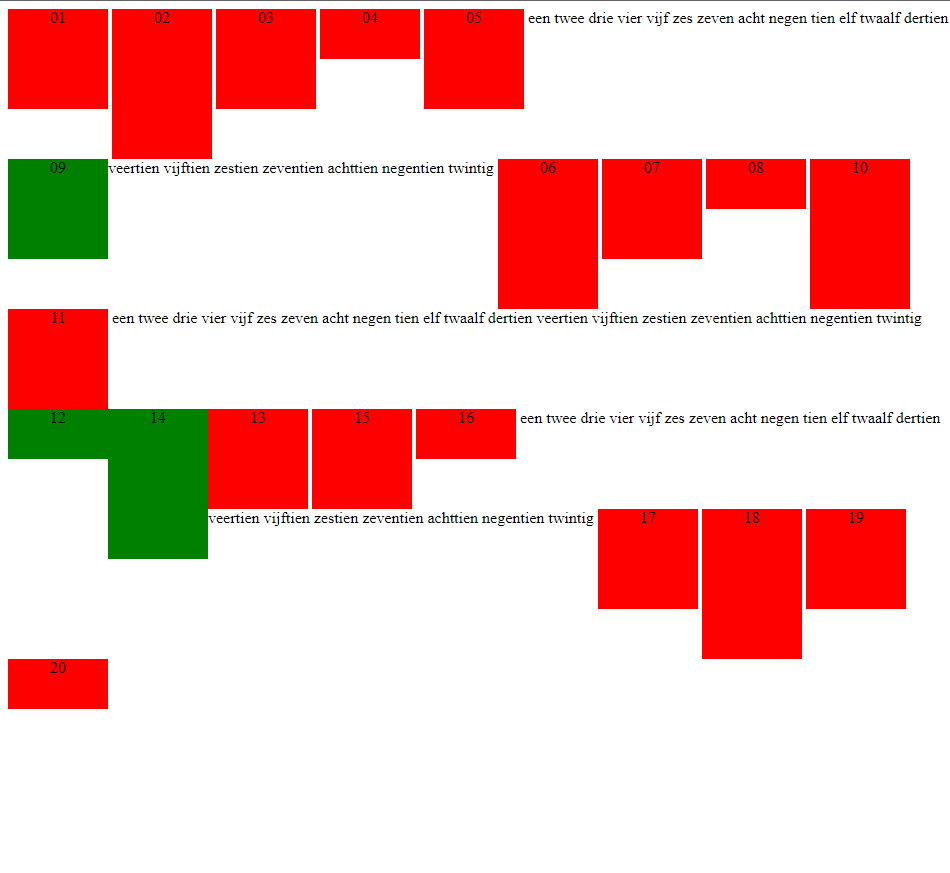 01 02 03 04 05 een twee drie vier vijf zes zeven acht negen tien elf twaalf dertien
09 veertien vijftien zestien zeventien achttien negentien twintig 06 07 08 10
11 een twee drie vier vijf zes zeven acht negen tien elf twaalf dertien veertien vijftien zestien zeventien achttien negentien twintig
12 14 13 15 16 een twee drie vier vijf zes zeven acht negen tien elf twaalf dertien
veertien vijftien zestien zeventien achttien negentien twintig 17 18 19
20